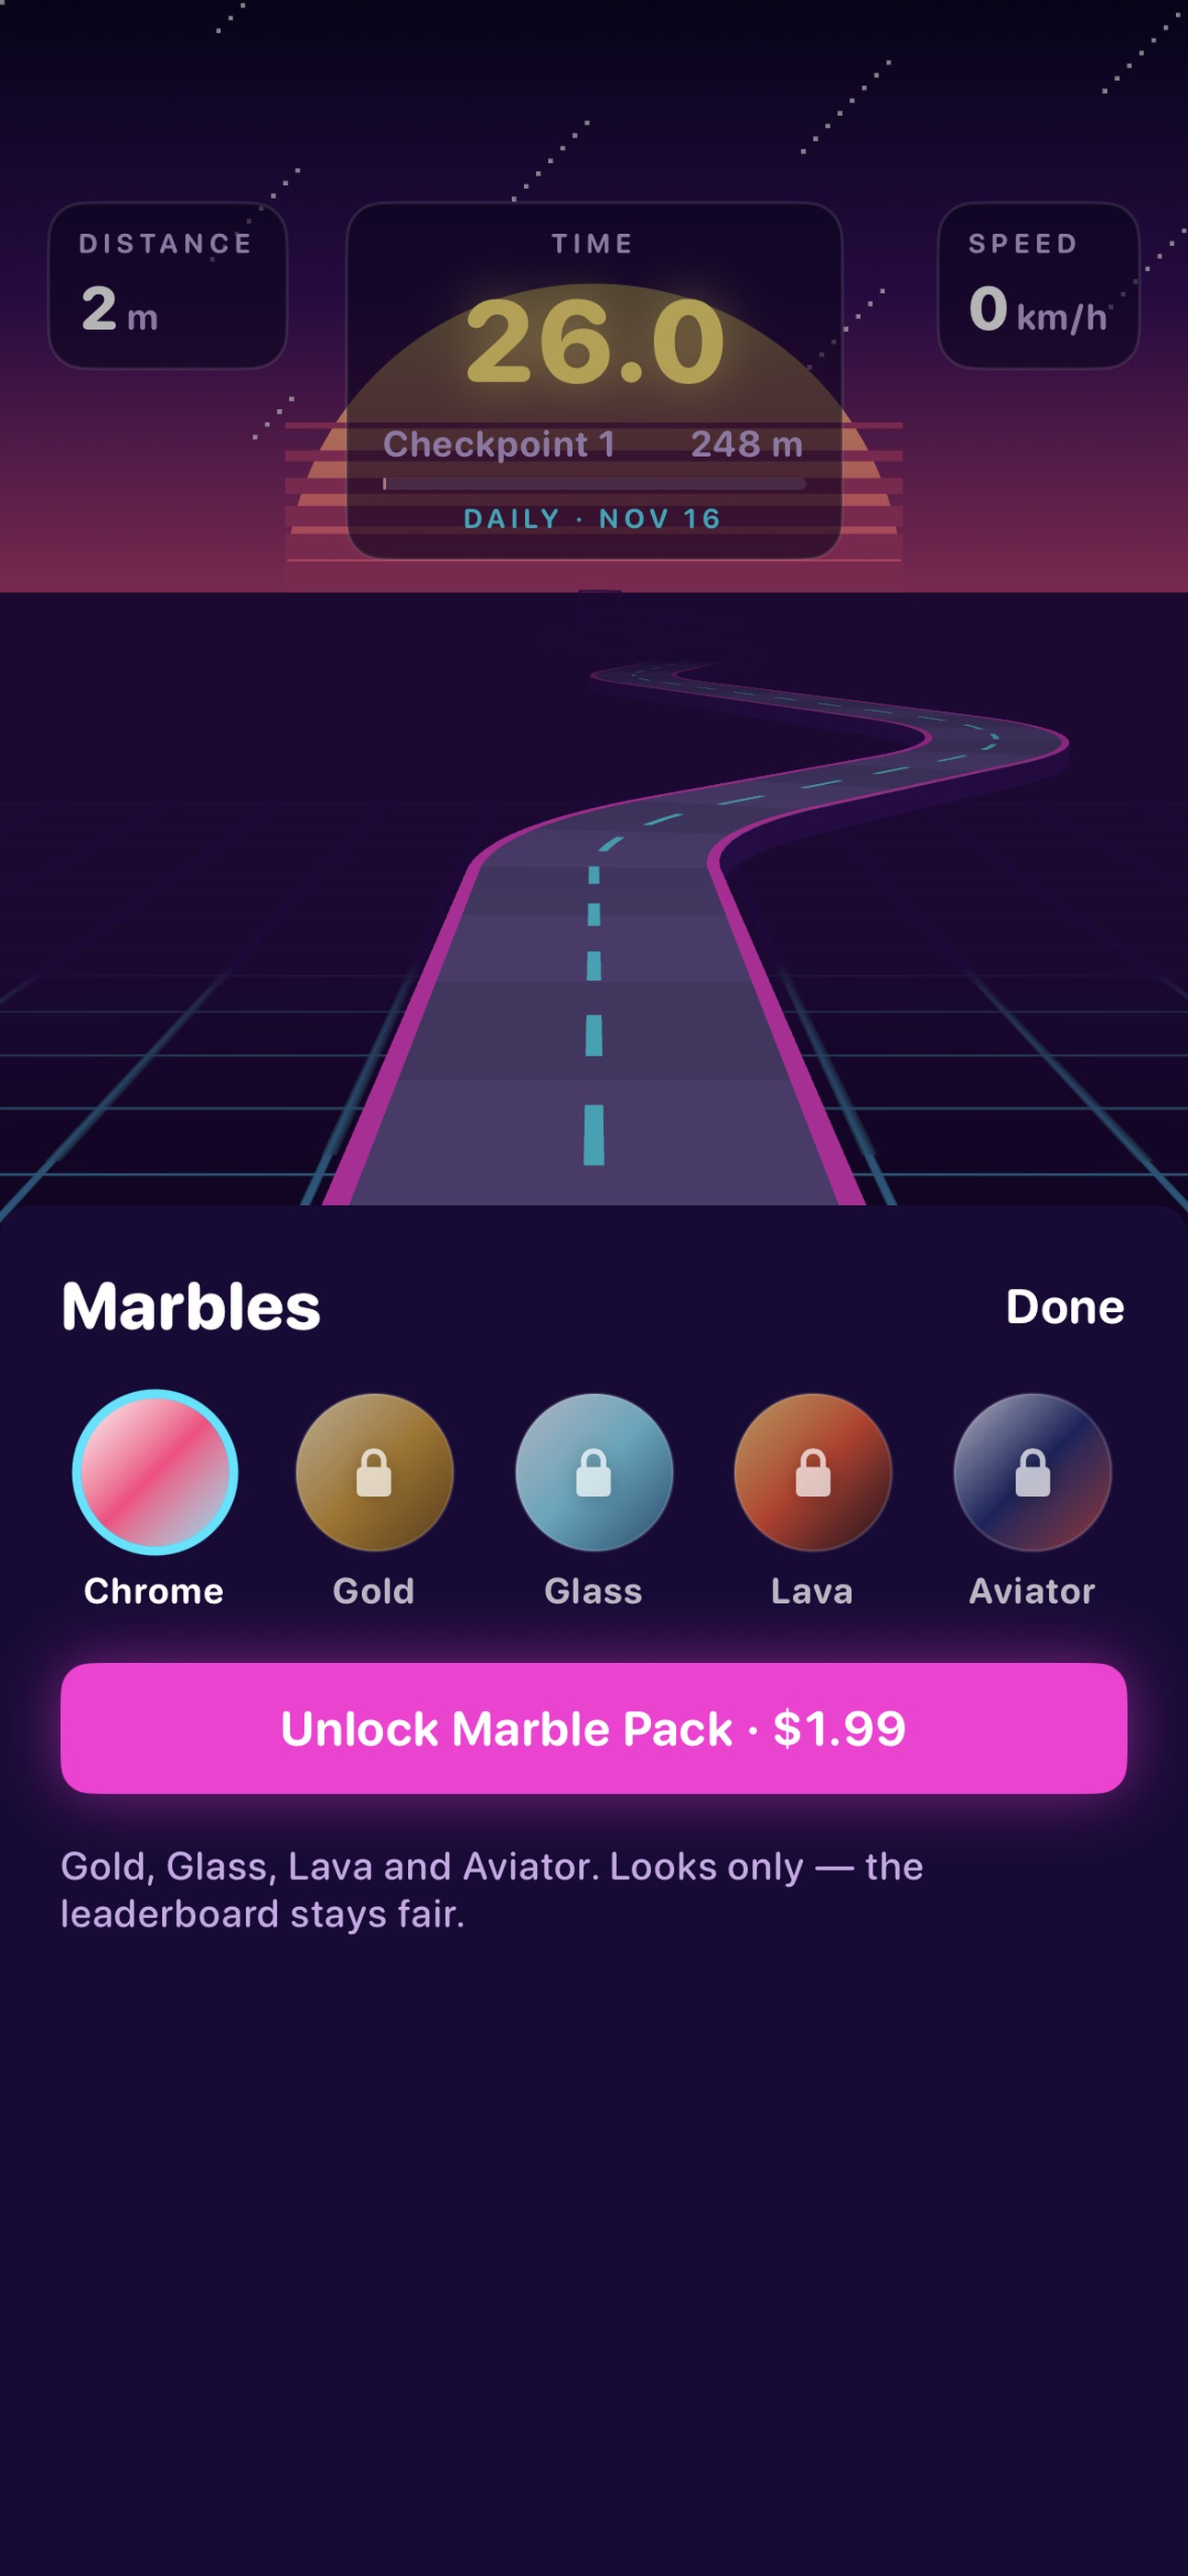 DISTANCE
2 m
TIME
26.0
Checkpoint 1 248 m
DAILY · NOV 16
SPEED
0 km/h
Marbles
Done
Chrome
Gold
Glass
Lava
Aviator
Unlock Marble Pack · $1.99
Gold, Glass, Lava and Aviator. Looks only — the
leaderboard stays fair.